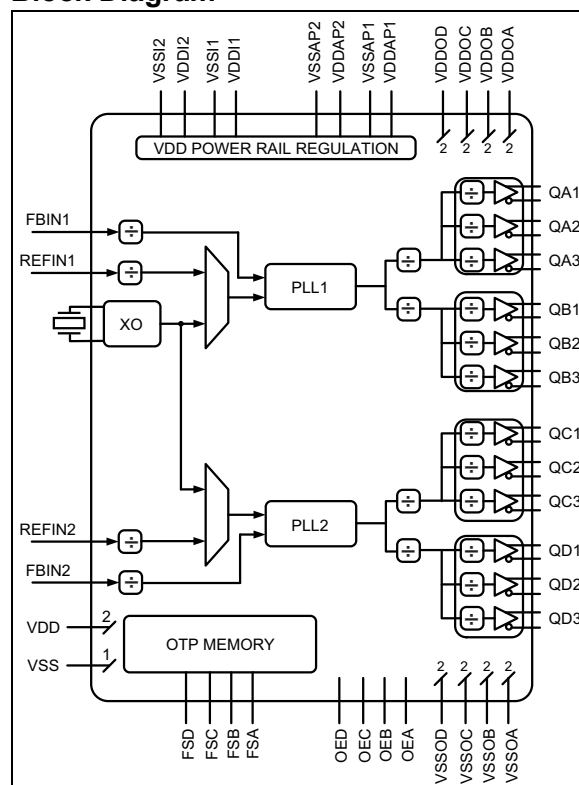 Block Diagram
VSSI2
VDDI2
VSSI1
VDDI1
VSSAP2
VDDAP2
VSSAP1
VDDAP1
VDDOD
VDDOC
VDDOB
VDDOA
2 2 2 2
VDD POWER RAIL REGULATION
FBIN1
÷
REFIN1
÷
XO
PLL1
÷
÷
÷
QA1
÷
QA2
÷
QA3
÷
QB1
÷
QB2
÷
QB3
÷
QC1
÷
QC2
÷
QC3
PLL2
÷
÷
REFIN2
÷
FBIN2
÷
÷
QD1
÷
QD2
÷
QD3
VDD
2
VSS
1
OTP MEMORY
2 2 2 2
FSD
FSC
FSB
FSA
OED
OEC
OEB
OEA
VSSOD
VSSOC
VSSOB
VSSOA